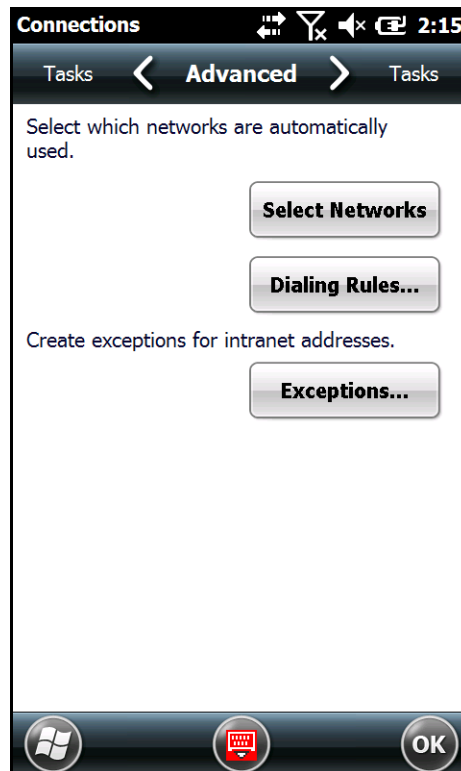 Connections 2:15
Tasks Advanced Tasks
Select which networks are automatically
used.
Select Networks
Dialing Rules...
Create exceptions for intranet addresses.
Exceptions...
OK